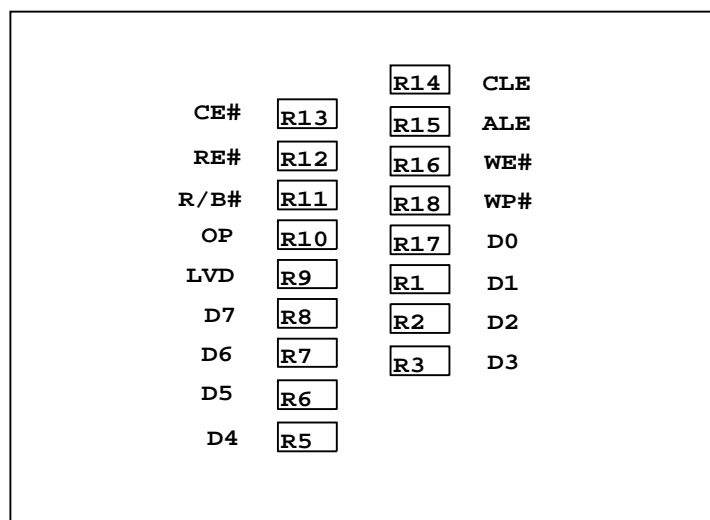 R14 CLE
CE# R13
R15 ALE
RE# R12
R16 WE#
R/B# R11
R18 WP#
OP R10
R17 D0
LVD R9
R1 D1
D7 R8
R2 D2
D6 R7
R3 D3
D5 R6
D4 R5